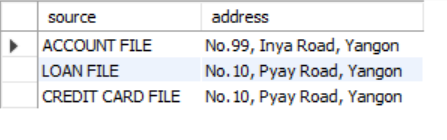 source address
ACCOUNT FILE No.99, Inya Road, Yangon
LOAN FILE No.10, Pyay Road, Yangon
CREDIT CARD FILE No.10, Pyay Road, Yangon